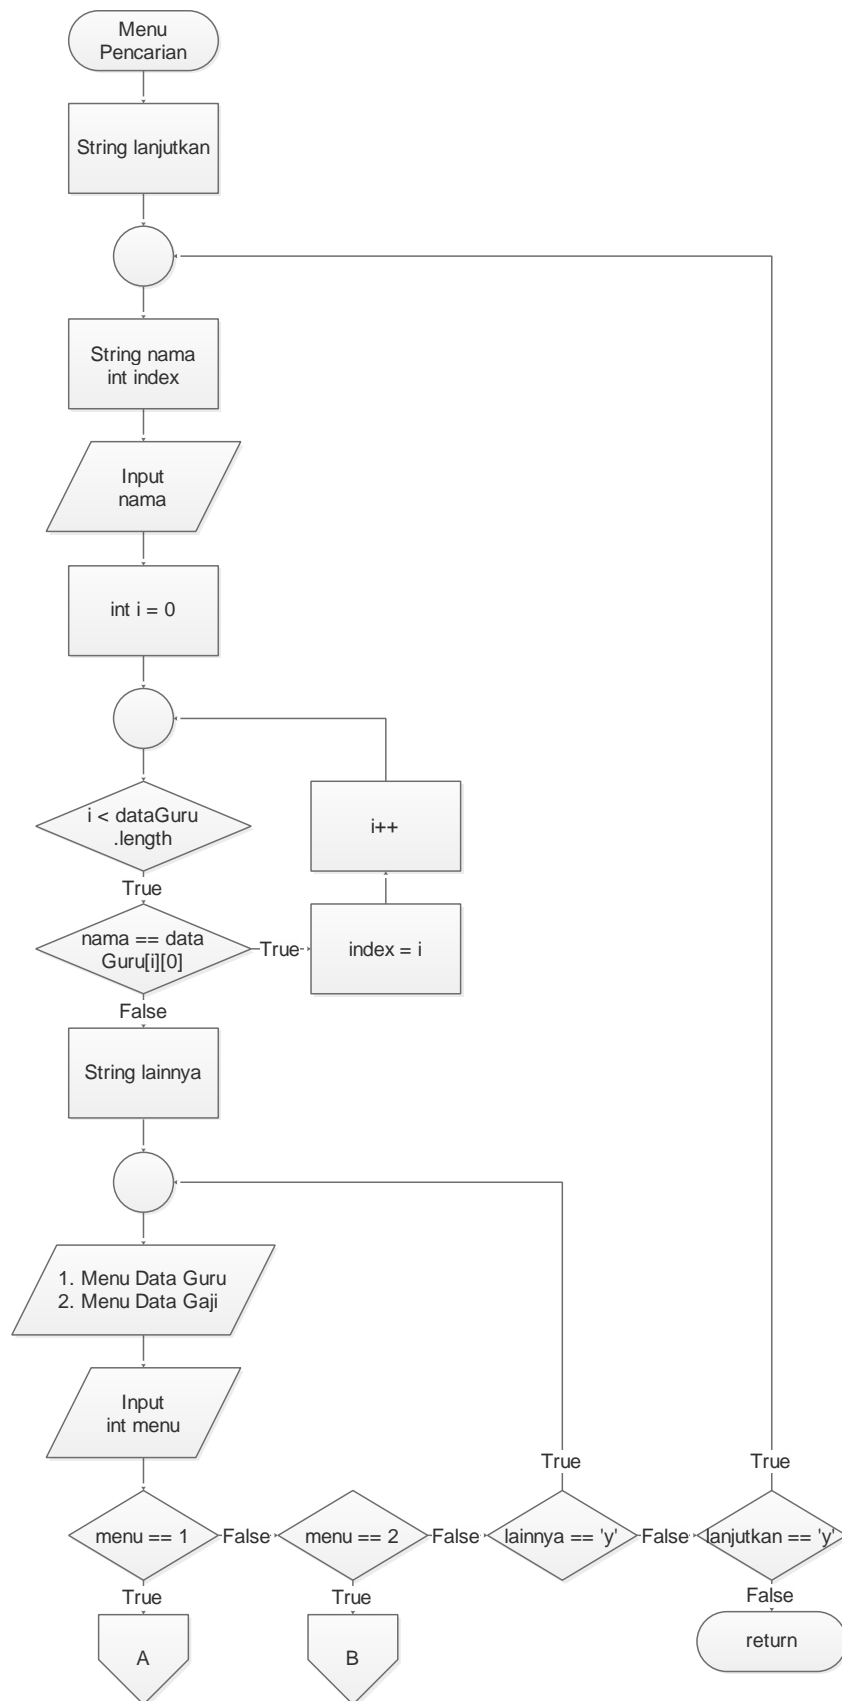 Menu
Pencarian
String lanjutkan
String nama
int index
Input
nama
int i = 0
i < dataGuru
.length
i++
True
nama == data
Guru[i][0]
True
index = i
False
String lainnya
1. Menu Data Guru
2. Menu Data Gaji
Input
int menu
True
True
menu == 1
False
menu == 2
False
lainnya == 'y'
False
lanjutkan == 'y'
True
True
False
A
B
return